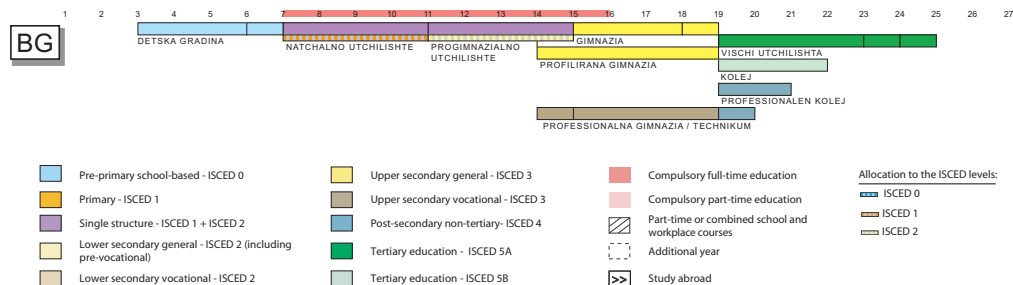 1 2 3 4 5 6 7 8 9 10 11 12 13 14 15 16 17 18 19 20 21 22 23 24 25 26 27
BG
DETSKA GRADINA
NATCHALNO UTCHILISHTE
PROGIMNAZIALNO
UTCHILISHTE
GIMNAZIA
PROFILIRANA GIMNAZIA
VISCHI UTCHILISHTA
KOLEJ
PROFESSIONALEN KOLEJ
PROFESSIONALNA GIMNAZIA / TECHNIKUM
Pre-primary school-based - ISCED 0
Primary - ISCED 1
Single structure - ISCED 1 + ISCED 2
Lower secondary general - ISCED 2 (including
pre-vocational)
Lower secondary vocational - ISCED 2
Upper secondary general - ISCED 3
Upper secondary vocational - ISCED 3
Post-secondary non-tertiary- ISCED 4
Tertiary education - ISCED 5A
Tertiary education - ISCED 5B
Compulsory full-time education
Compulsory part-time education
Part-time or combined school and
workplace courses
Additional year
>> Study abroad
Allocation to the ISCED levels:
ISCED 0
ISCED 1
ISCED 2